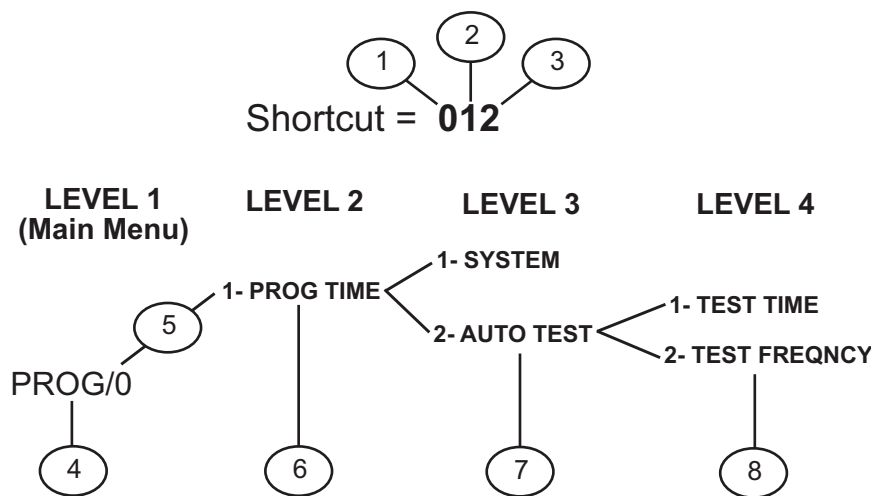 2
1
3
Shortcut = 012
LEVEL 1
(Main Menu)
LEVEL 2
LEVEL 3
LEVEL 4
1- SYSTEM
1- PROG TIME
1- TEST TIME
5
2- AUTO TEST
2- TEST FREQNCY
PROG/0
4
6
7
8